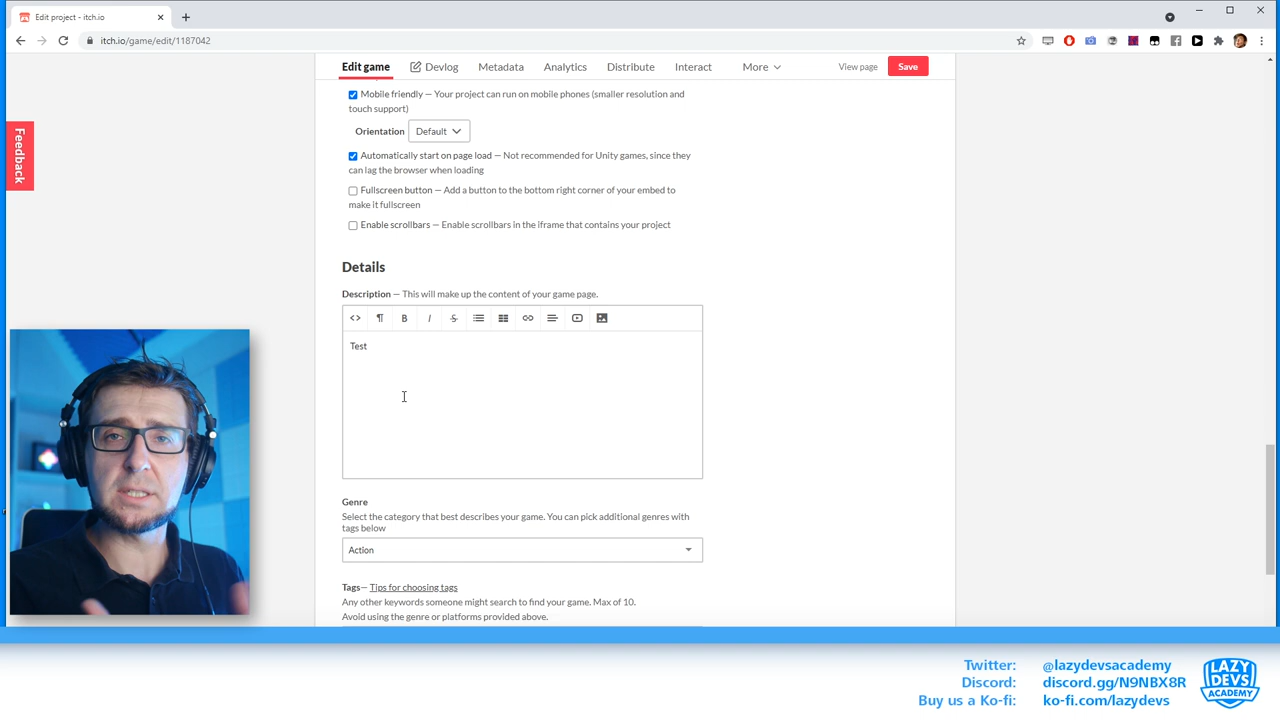 Edit project - itch.io
itch.io/game/edit/1187042
Edit game
Devlog
Metadata
Analytics
Distribute
Interact
More
View page
Save
Feedback
Mobile friendly — Your project can run on mobile phones (smaller resolution and
touch support)
Orientation
Default
Automatically start on page load — Not recommended for Unity games, since they
can lag the browser when loading
Fullscreen button — Add a button to the bottom right corner of your embed to
make it fullscreen
Enable scrollbars — Enable scrollbars in the iframe that contains your project
Details
Description — This will make up the content of your game page.
Test
Genre
Select the category that best describes your game. You can pick additional genres with
tags below
Action
Tags— Tips for choosing tags
Any other keywords someone might search to find your game. Max of 10.
Avoid using the genre or platforms provided above.
Twitter: @lazydevsacademy
Discord: discord.gg/N9NBX8R
Buy us a Ko-fi: ko-fi.com/lazydevs
LAZY
DEVS
ACADEMY